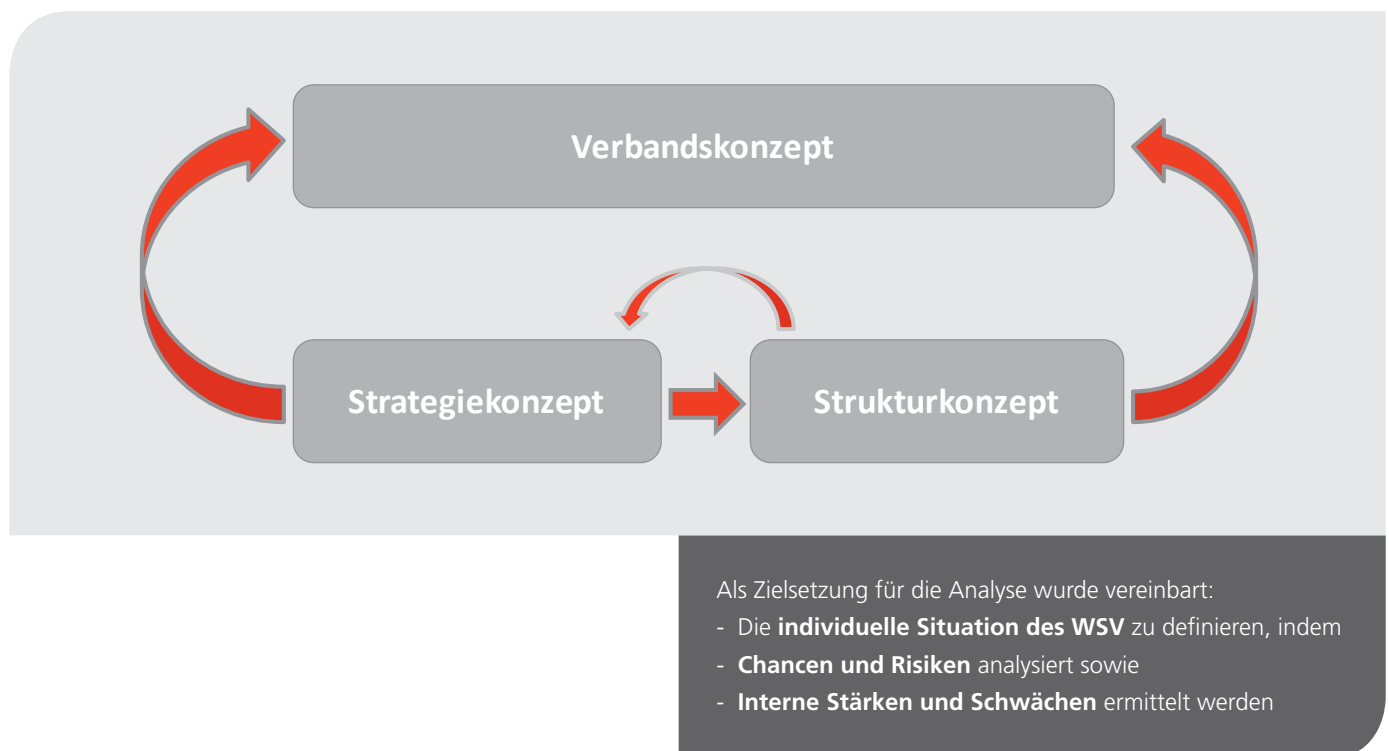 Verbandskonzept
Strategiekonzept
Strukturkonzept
Als Zielsetzung für die Analyse wurde vereinbart:
- Die individuelle Situation des WSV zu definieren, indem
- Chancen und Risiken analysiert sowie
- Interne Stärken und Schwächen ermittelt werden